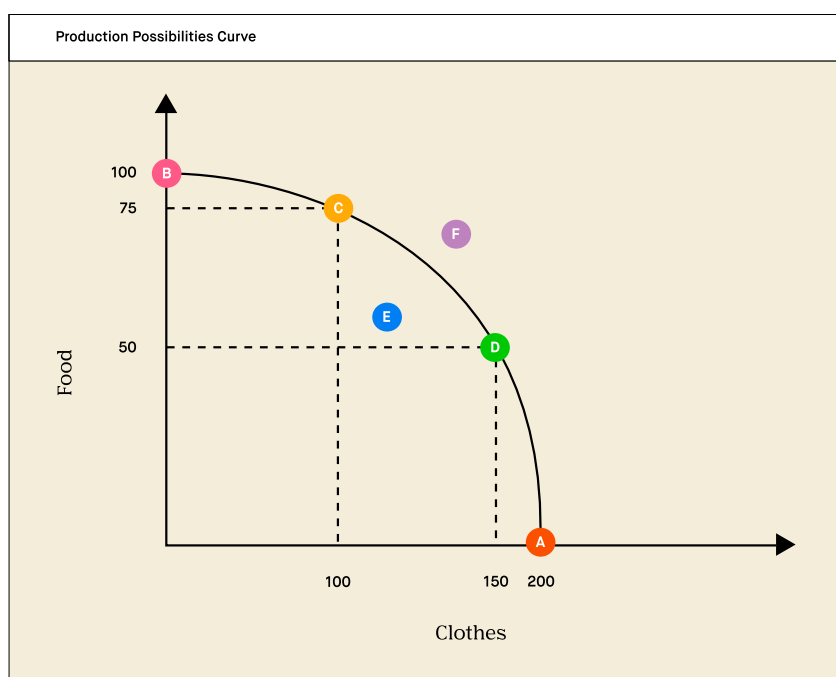 Production Possibilities Curve
100
B
75
C
F
E
50
D
Food
A
100
150
200
Clothes